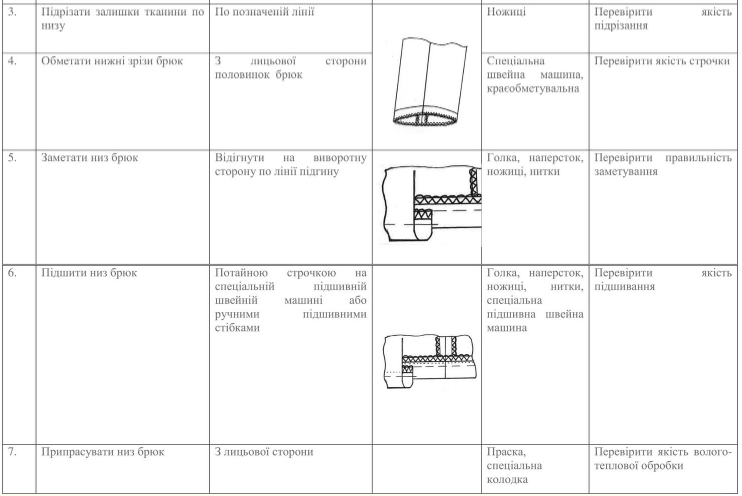 3.
Підрізати залишки тканини по
низу
По позначеній лінії
Ножиці
Перевірити якість
підрізання
4.
Обметати нижні зрізи брюк
З лицьової сторони
половинок брюк
Спеціальна
швейна машина,
краєобметувальна
Перевірити якість строчки
5.
Заметати низ брюк
Відігнути на виворотну
сторону по лінії підгину
Голка, наперсток,
ножиці, нитки
Перевірити правильність
заметування
6.
Підшити низ брюк
Потайною строчкою на
спеціальній підшивній
швейній машині або
ручними підшивними
стібками
Голка, наперсток,
ножиці, нитки,
спеціальна
підшивна швейна
машина
Перевірити якість
підшивання
7.
Припрасувати низ брюк
З лицьової сторони
Праска,
спеціальна
колодка
Перевірити якість волого-
теплової обробки